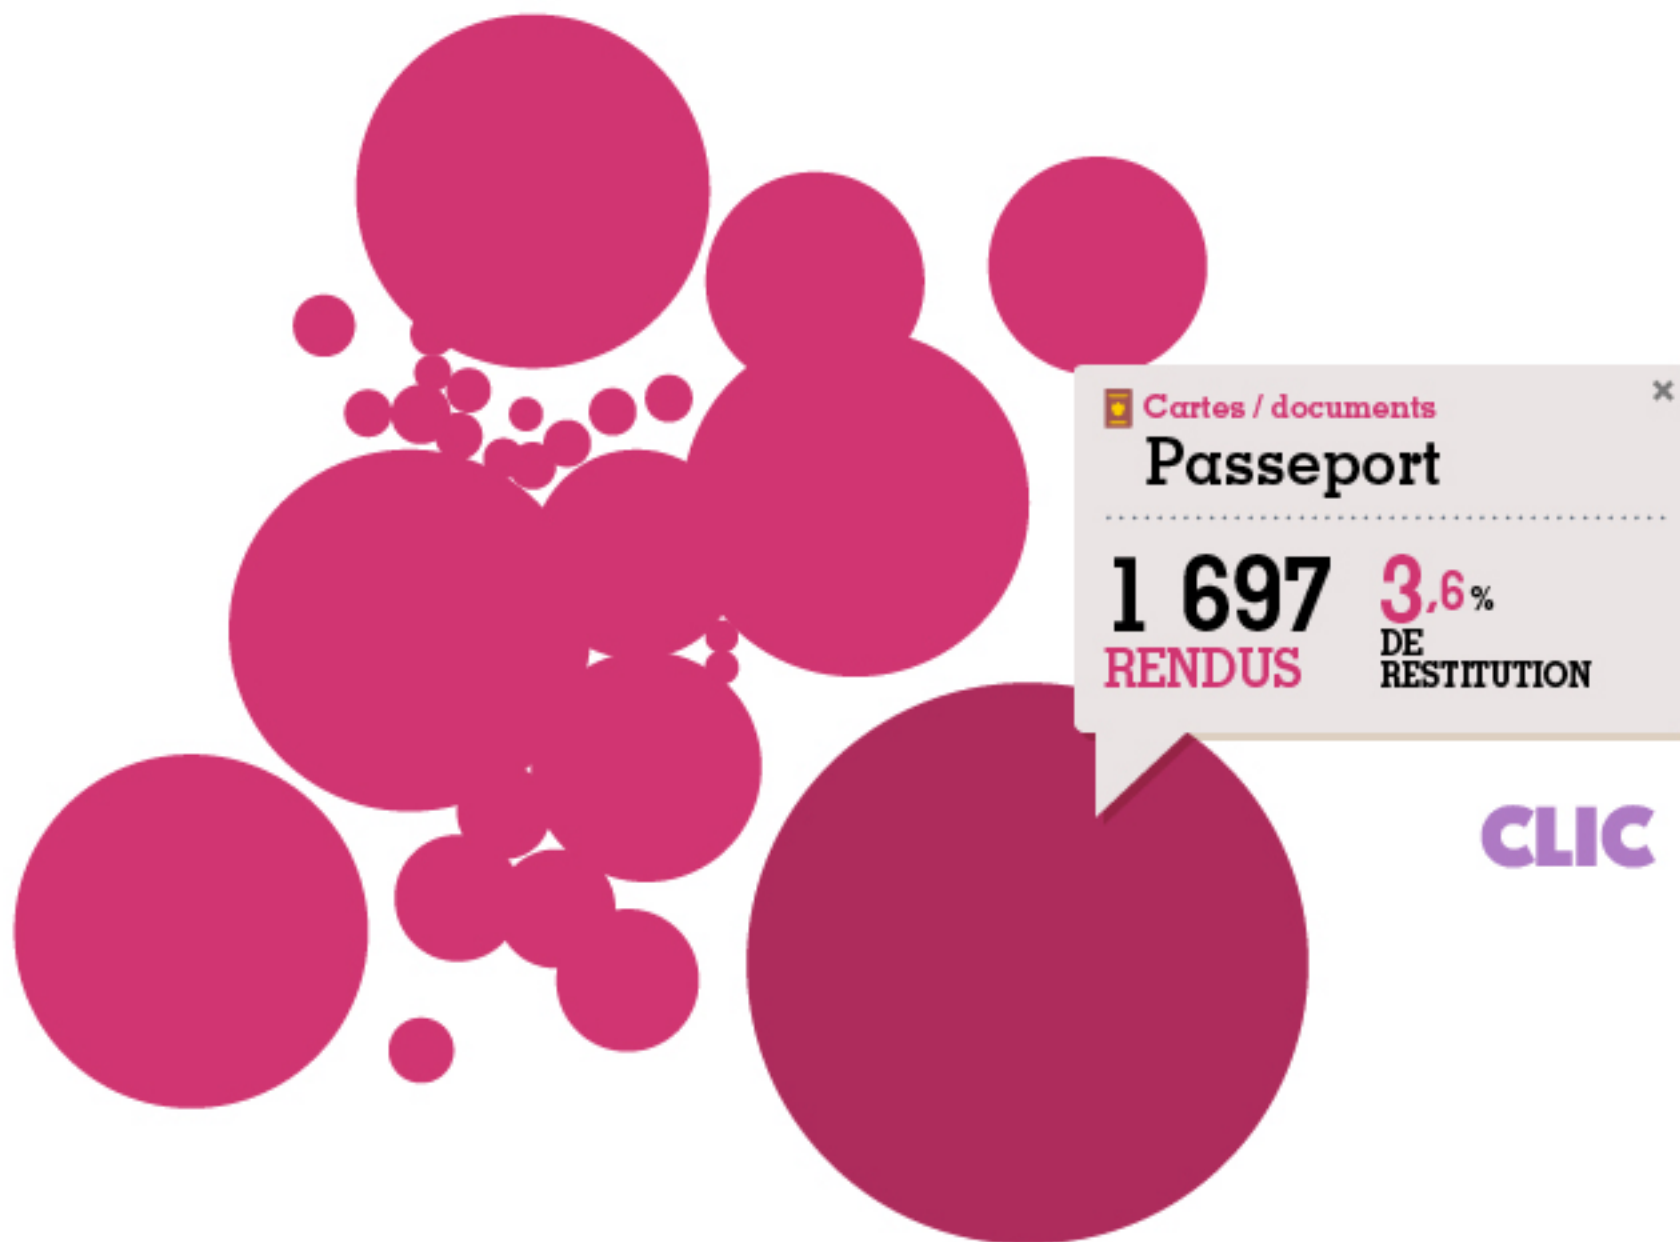 Cartes / documents
Passeport
1 697
RENDUS
3,6 %
DE
RESTITUTION
CLIC